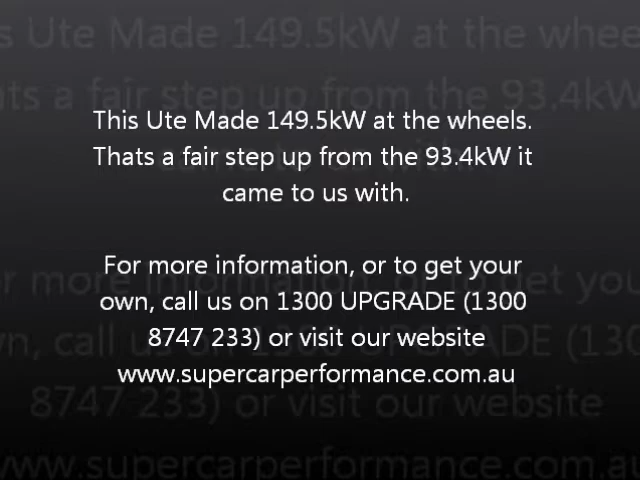 This Ute Made 149.5kW at the wheels.
Thats a fair step up from the 93.4kW it
came to us with.
For more information, or to get your
own, call us on 1300 UPGRADE (1300
8747 233) or visit our website
www.supercarperformance.com.au